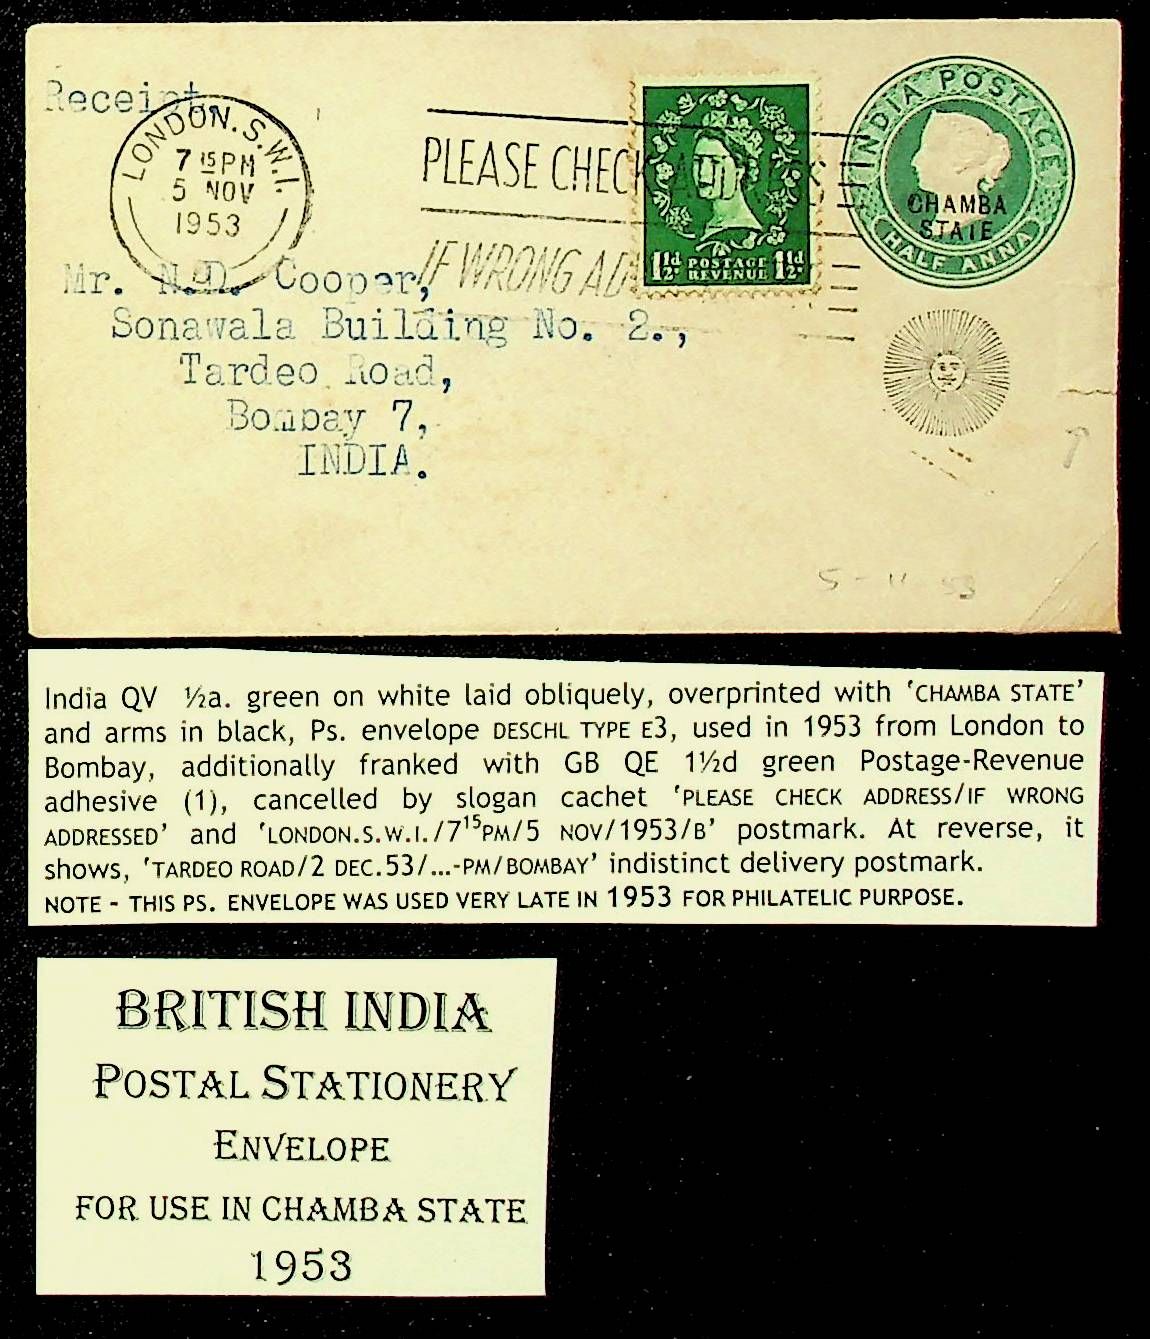 Receipt
LONDON.S.W.1.
7 15 PM
5 NOV
1953
PLEASE CHECK ADDRESS
IF WRONG AD
POSTAGE
REVENUE
1½d 1½d
INDIA POSTAGE
CHAMBA
STATE
HALF ANNA
Mr. N.D. Cooper,
Sonawala Building No. 2.,
Tardeo Road,
Bombay 7,
INDIA.
5-11 53
India QV ½a. green on white laid obliquely, overprinted with 'CHAMBA STATE'
and arms in black, Ps. envelope DESCHL TYPE E3, used in 1953 from London to
Bombay, additionally franked with GB QE 1½d green Postage-Revenue
adhesive (1), cancelled by slogan cachet 'PLEASE CHECK ADDRESS/IF WRONG
ADDRESSED' and 'LONDON.S.W.I./7¹⁵PM/5 NOV/1953/B' postmark. At reverse, it
shows, 'TARDEO ROAD/2 DEC.53/...-PM/BOMBAY' indistinct delivery postmark.
NOTE - THIS PS. ENVELOPE WAS USED VERY LATE IN 1953 FOR PHILATELIC PURPOSE.
BRITISH INDIA
POSTAL STATIONERY
ENVELOPE
FOR USE IN CHAMBA STATE
1953